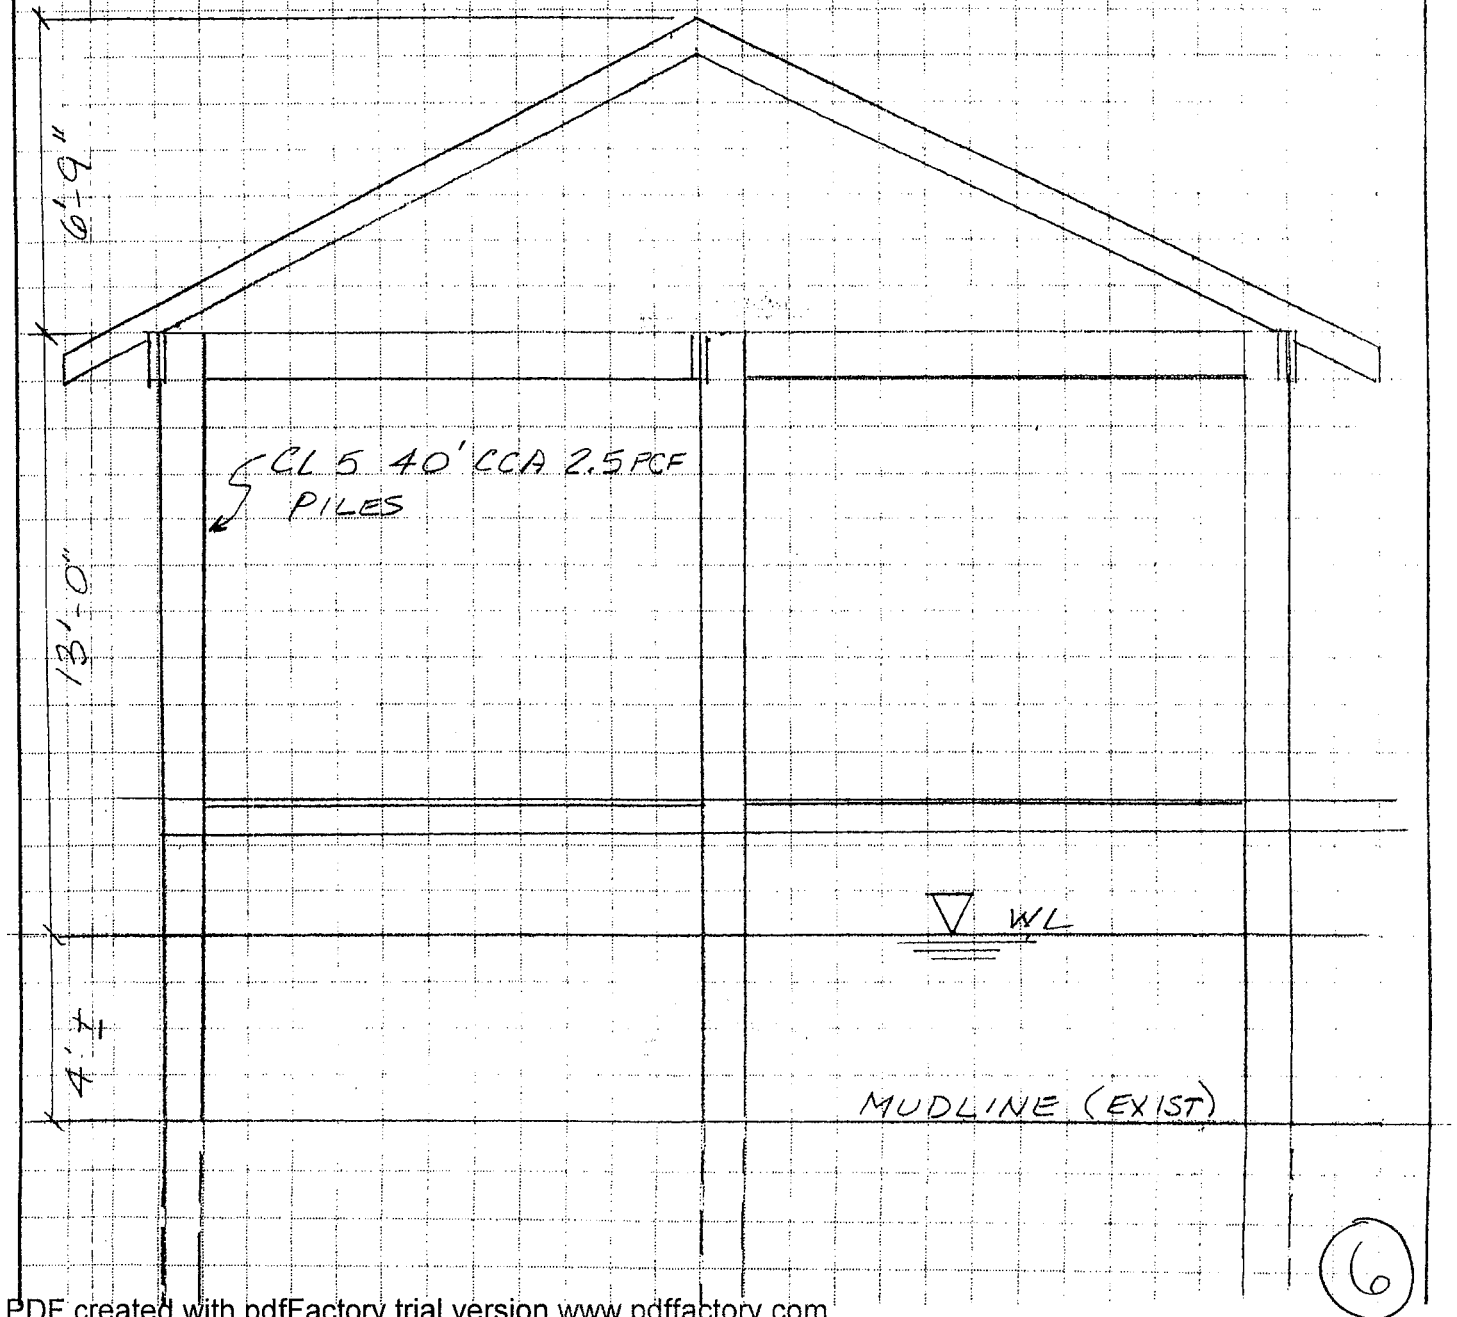 6'-9"
CL 5 40' CCA 2.5 PCF
PILES
13'-0"
WL
4' ±
MUDLINE (EXIST)
6
PDF created with pdfFactory trial version www.pdffactory.com